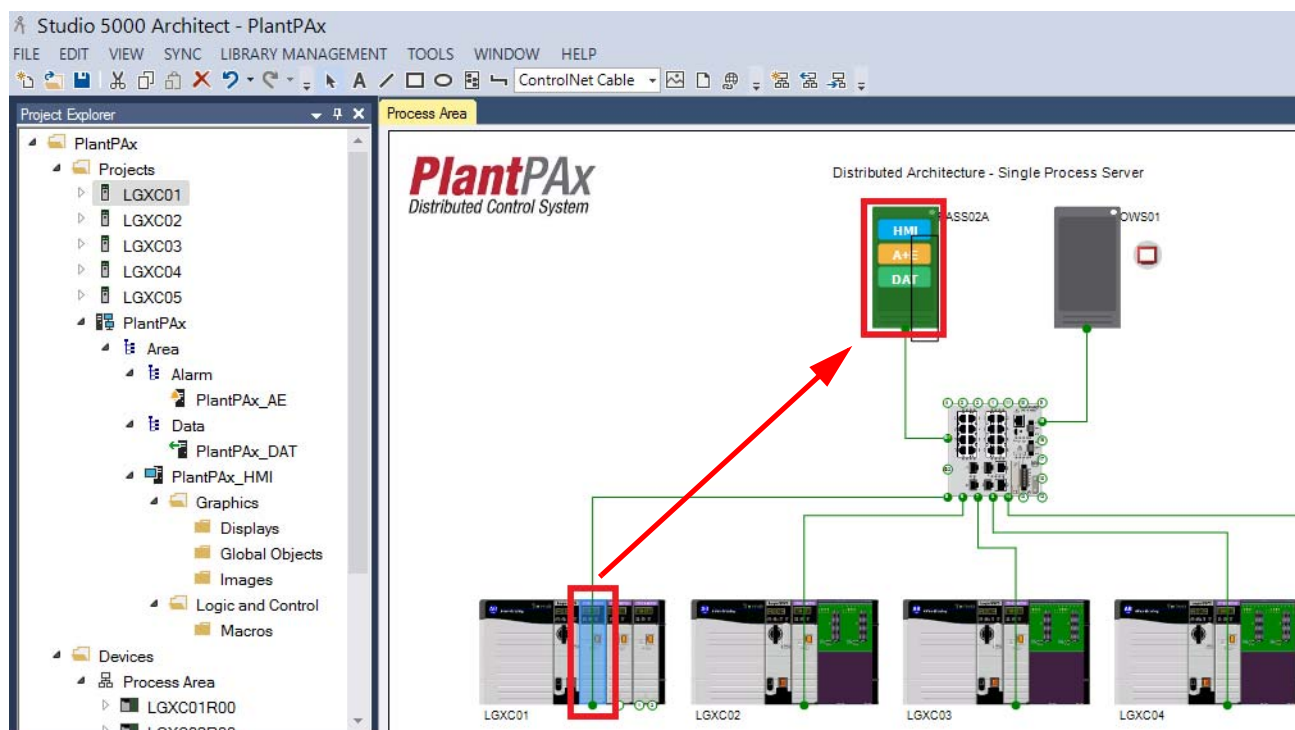 Studio 5000 Architect - PlantPAx
FILE EDIT VIEW SYNC LIBRARY MANAGEMENT TOOLS WINDOW HELP
ControlNet Cable
Project Explorer
Process Area
PlantPAx
Projects
LGXC01
LGXC02
LGXC03
LGXC04
LGXC05
PlantPAx
Area
Alarm
PlantPAx_AE
Data
PlantPAx_DAT
PlantPAx_HMI
Graphics
Displays
Global Objects
Images
Logic and Control
Macros
Devices
Process Area
LGXC01R00
PlantPAx
Distributed Control System
Distributed Architecture - Single Process Server
ASS02A
OWS01
HMI
A+E
DAT
LGXC01
LGXC02
LGXC03
LGXC04